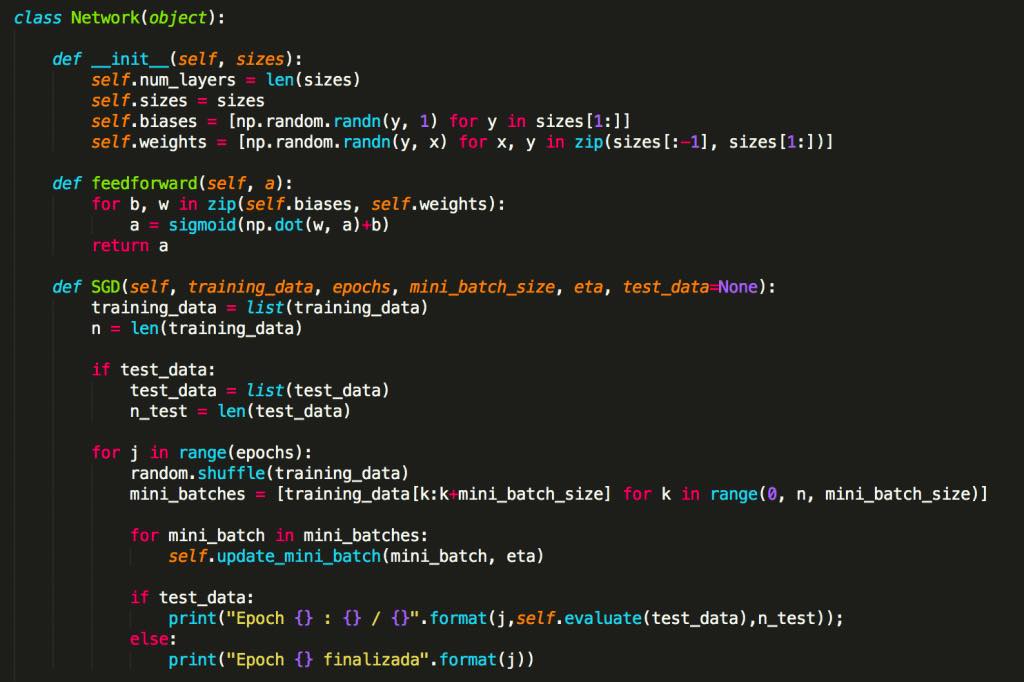 class Network(object):
def __init__(self, sizes):
self.num_layers = len(sizes)
self.sizes = sizes
self.biases = [np.random.randn(y, 1) for y in sizes[1:]]
self.weights = [np.random.randn(y, x) for x, y in zip(sizes[:-1], sizes[1:])]
def feedforward(self, a):
for b, w in zip(self.biases, self.weights):
a = sigmoid(np.dot(w, a)+b)
return a
def SGD(self, training_data, epochs, mini_batch_size, eta, test_data=None):
training_data = list(training_data)
n = len(training_data)
if test_data:
test_data = list(test_data)
n_test = len(test_data)
for j in range(epochs):
random.shuffle(training_data)
mini_batches = [training_data[k:k+mini_batch_size] for k in range(0, n, mini_batch_size)]
for mini_batch in mini_batches:
self.update_mini_batch(mini_batch, eta)
if test_data:
print("Epoch {} : {} / {}".format(j,self.evaluate(test_data),n_test));
else:
print("Epoch {} finalizada".format(j))